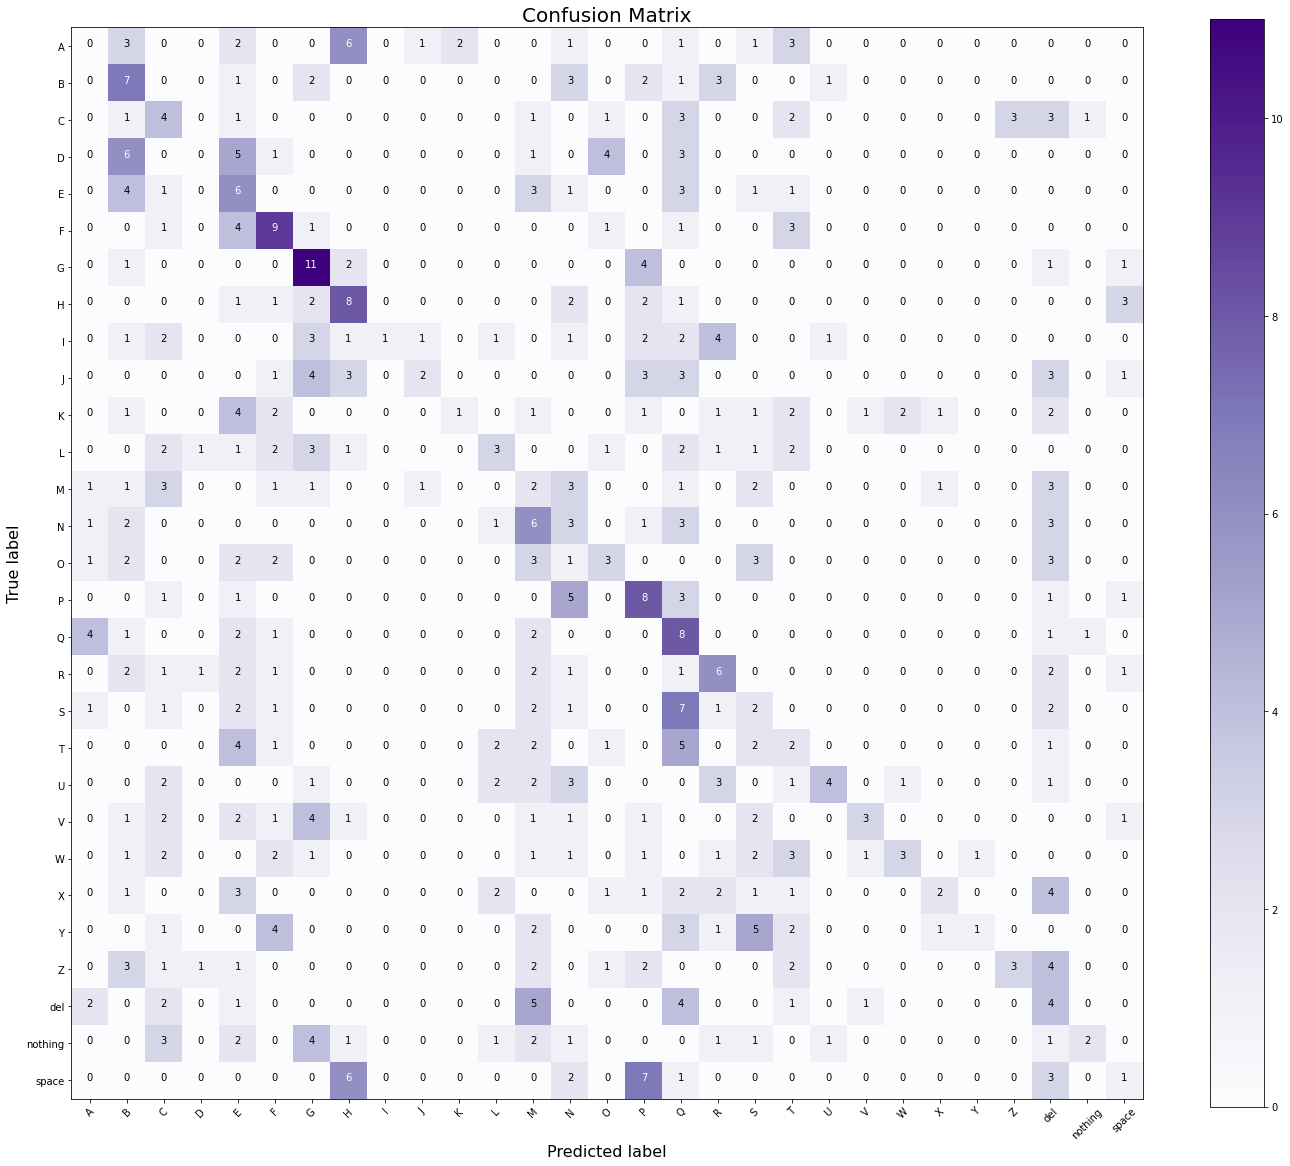 Confusion Matrix
A 0 3 0 0 2 0 0 6 0 1 2 0 0 1 0 0 1 0 1 3 0 0 0 0 0 0 0 0 0
B 0 7 0 0 1 0 2 0 0 0 0 0 0 3 0 2 1 3 0 0 1 0 0 0 0 0 0 0 0
C 0 1 4 0 1 0 0 0 0 0 0 0 1 0 1 0 3 0 0 2 0 0 0 0 0 3 3 1 0
D 0 6 0 0 5 1 0 0 0 0 0 0 1 0 4 0 3 0 0 0 0 0 0 0 0 0 0 0 0
E 0 4 1 0 6 0 0 0 0 0 0 0 3 1 0 0 3 0 1 1 0 0 0 0 0 0 0 0 0
F 0 0 1 0 4 9 1 0 0 0 0 0 0 0 1 0 1 0 0 3 0 0 0 0 0 0 0 0 0
G 0 1 0 0 0 0 11 2 0 0 0 0 0 0 0 4 0 0 0 0 0 0 0 0 0 0 1 0 1
H 0 0 0 0 1 1 2 8 0 0 0 0 0 2 0 2 1 0 0 0 0 0 0 0 0 0 0 0 3
I 0 1 2 0 0 0 3 1 1 1 0 1 0 1 0 2 2 4 0 0 1 0 0 0 0 0 0 0 0
J 0 0 0 0 0 1 4 3 0 2 0 0 0 0 0 3 3 0 0 0 0 0 0 0 0 0 3 0 1
K 0 1 0 0 4 2 0 0 0 0 1 0 1 0 0 1 0 1 1 2 0 1 2 1 0 0 2 0 0
L 0 0 2 1 1 2 3 1 0 0 0 3 0 0 1 0 2 1 1 2 0 0 0 0 0 0 0 0 0
M 1 1 3 0 0 1 1 0 0 1 0 0 2 3 0 0 1 0 2 0 0 0 0 1 0 0 3 0 0
N 1 2 0 0 0 0 0 0 0 0 0 1 6 3 0 1 3 0 0 0 0 0 0 0 0 0 3 0 0
O 1 2 0 0 2 2 0 0 0 0 0 0 3 1 3 0 0 0 3 0 0 0 0 0 0 0 3 0 0
P 0 0 1 0 1 0 0 0 0 0 0 0 0 5 0 8 3 0 0 0 0 0 0 0 0 0 1 0 1
Q 4 1 0 0 2 1 0 0 0 0 0 0 2 0 0 0 8 0 0 0 0 0 0 0 0 0 1 1 0
R 0 2 1 1 2 1 0 0 0 0 0 0 2 1 0 0 1 6 0 0 0 0 0 0 0 0 2 0 1
S 1 0 1 0 2 1 0 0 0 0 0 0 2 1 0 0 7 1 2 0 0 0 0 0 0 0 2 0 0
T 0 0 0 0 4 1 0 0 0 0 0 2 2 0 1 0 5 0 2 2 0 0 0 0 0 0 1 0 0
U 0 0 2 0 0 0 1 0 0 0 0 2 2 3 0 0 0 3 0 1 4 0 1 0 0 0 1 0 0
V 0 1 2 0 2 1 4 1 0 0 0 0 1 1 0 1 0 0 2 0 0 3 0 0 0 0 0 0 1
W 0 1 2 0 0 2 1 0 0 0 0 0 1 1 0 1 0 1 2 3 0 1 3 0 1 0 0 0 0
X 0 1 0 0 3 0 0 0 0 0 0 2 0 0 1 1 2 2 1 1 0 0 0 2 0 0 4 0 0
Y 0 0 1 0 0 4 0 0 0 0 0 0 2 0 0 0 3 1 5 2 0 0 0 1 1 0 0 0 0
Z 0 3 1 1 1 0 0 0 0 0 0 0 2 0 1 2 0 0 0 2 0 0 0 0 0 3 4 0 0
del 2 0 2 0 1 0 0 0 0 0 0 0 5 0 0 0 4 0 0 1 0 1 0 0 0 0 4 0 0
nothing 0 0 3 0 2 0 4 1 0 0 0 1 2 1 0 0 0 1 1 0 1 0 0 0 0 0 1 2 0
space 0 0 0 0 0 0 0 6 0 0 0 0 0 2 0 7 1 0 0 0 0 0 0 0 0 0 3 0 1
A B C D E F G H I J K L M N O P Q R S T U V W X Y Z del nothing space
True label
Predicted label
10
8
6
4
2
0